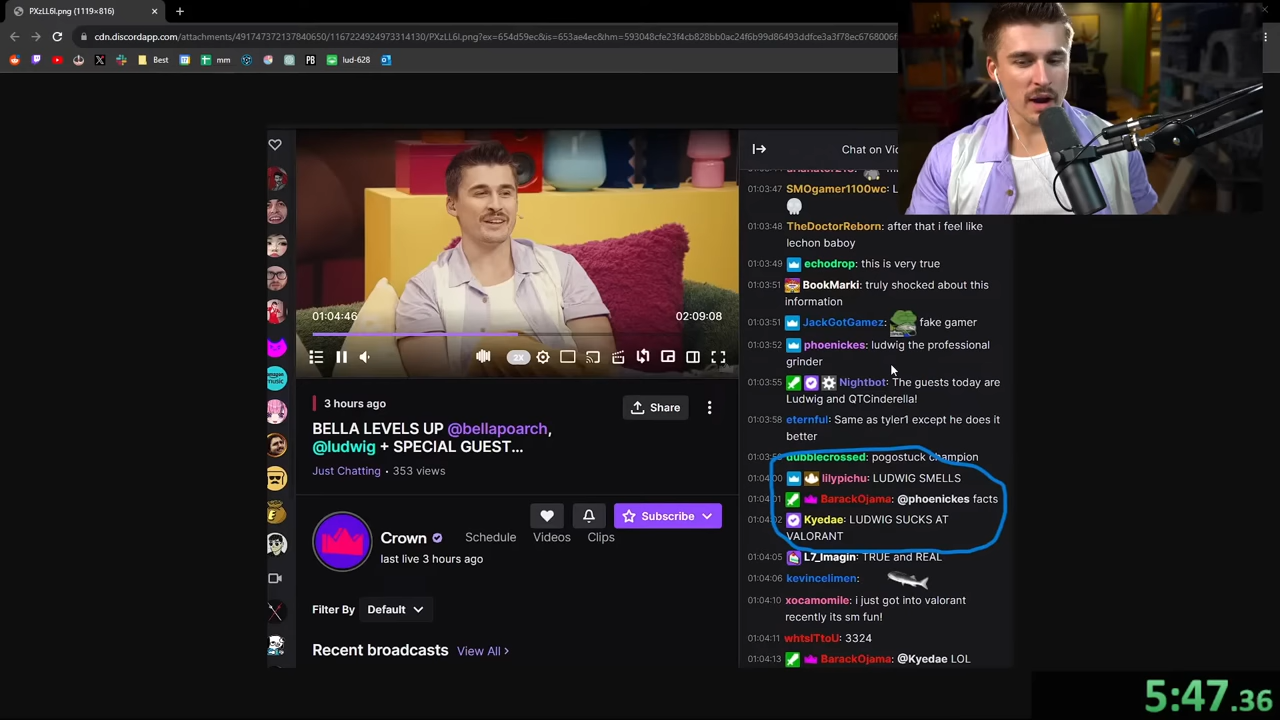 PXzLL6I.png (1119×816)
cdn.discordapp.com/attachments/491747372137840650/1167224924973314130/PXzLL6I.png?ex=654d59ec&is=653ae4ec&hm=
Best
mm
PB
lud-628
Chat on Vid
01:03:47 SMOgamer1100wc: L
01:03:48 TheDoctorReborn: after that i feel like
lechon baboy
01:03:49 echodrop: this is very true
01:03:51 BookMarki: truly shocked about this
information
01:03:51 JackGotGamez: fake gamer
01:03:52 phoenickes: ludwig the professional
grinder
01:03:55 Nightbot: The guests today are
Ludwig and QTCinderella!
01:03:58 eternful: Same as tyler1 except he does it
better
dubblecrossed: pogostuck champion
01:04:00 lilypichu: LUDWIG SMELLS
01:04:01 BarackOjama: @phoenickes facts
01:04:02 Kyedae: LUDWIG SUCKS AT
VALORANT
01:04:05 L7_Imagin: TRUE and REAL
01:04:06 kevincelimen:
01:04:10 xocamomile: i just got into valorant
recently its sm fun!
01:04:11 whtsITtoU: 3324
01:04:13 BarackOjama: @Kyedae LOL
01:04:46
02:09:08
2X
3 hours ago
Share
BELLA LEVELS UP @bellapoarch,
@ludwig + SPECIAL GUEST...
Just Chatting • 353 views
Crown
last live 3 hours ago
Schedule
Videos
Clips
Subscribe
Filter By
Default
Recent broadcasts
View All
5:47.36